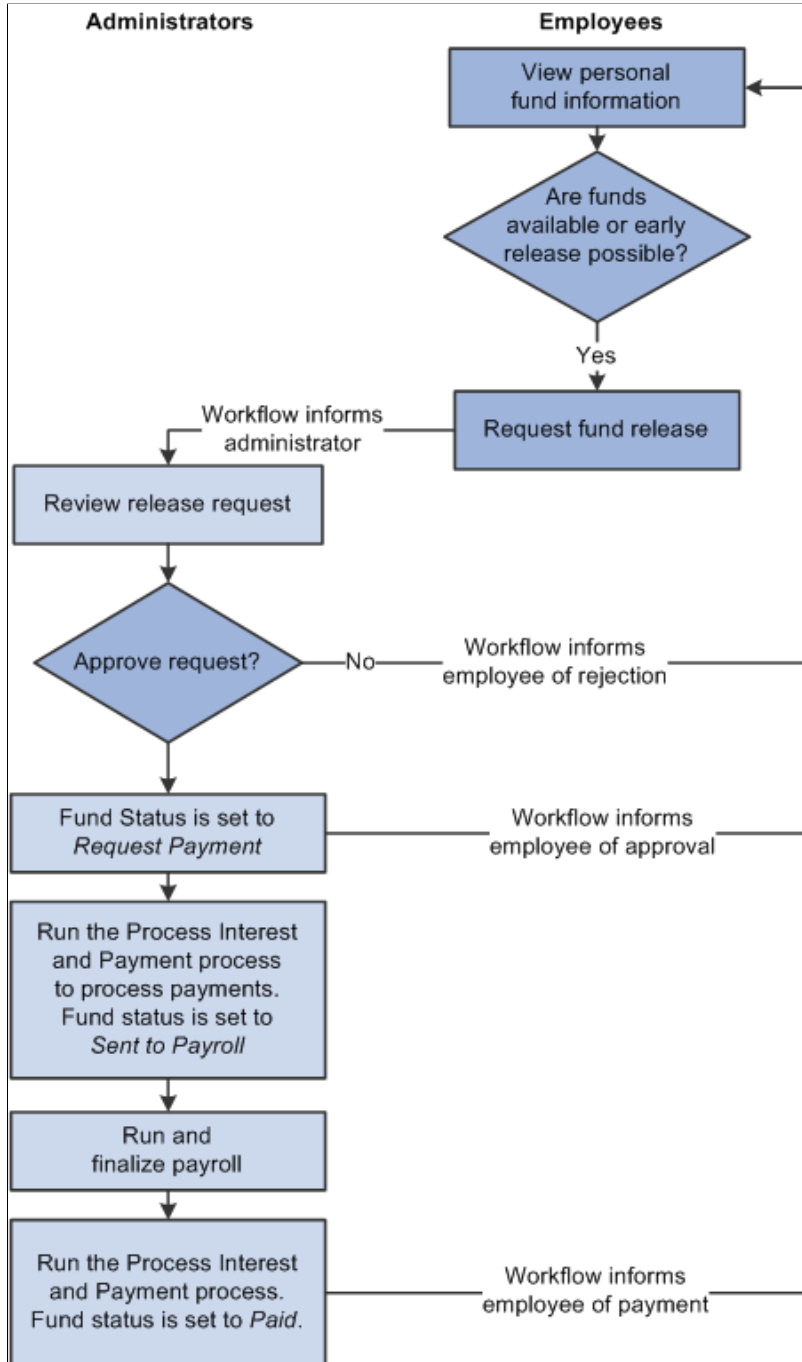 Administrators
Employees
View personal
fund information
Are funds
available or early
release possible?
Yes
Request fund release
Workflow informs
administrator
Review release request
Approve request?
No
Workflow informs
employee of rejection
Fund Status is set to
Request Payment
Workflow informs
employee of approval
Run the Process Interest
and Payment process
to process payments.
Fund status is set to
Sent to Payroll
Run and
finalize payroll
Run the Process Interest
and Payment process.
Fund status is set to Paid.
Workflow informs
employee of payment